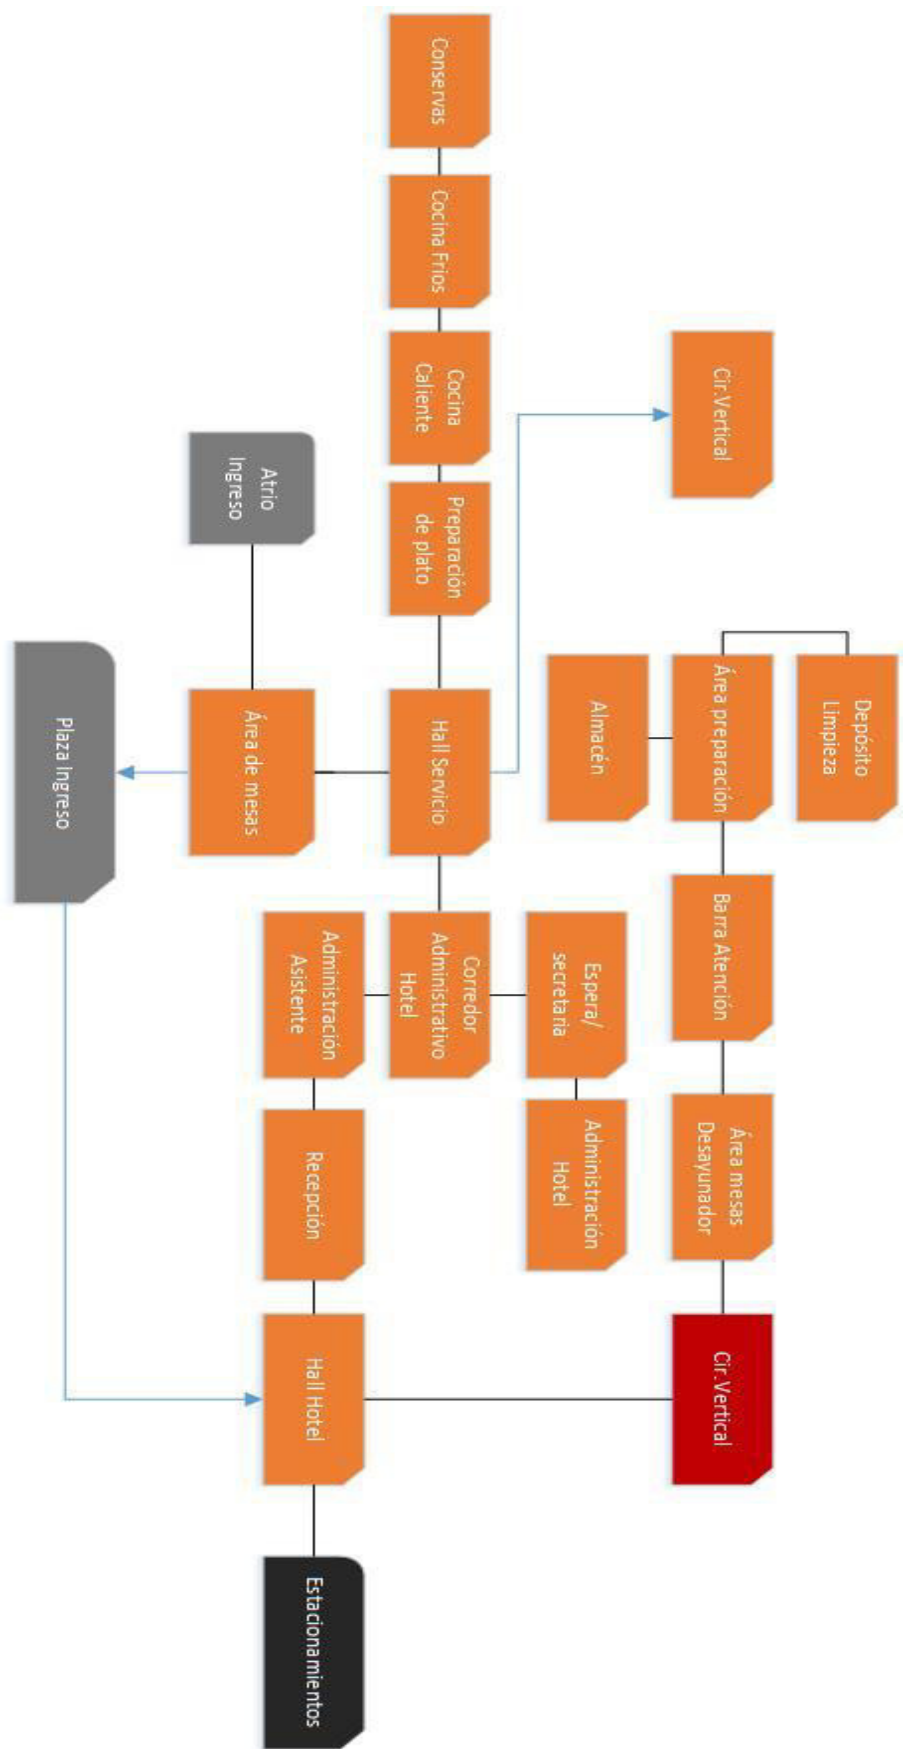 Depósito
Limpieza
Cir.Vertical
Área preparación
Barra Atención
Área mesas
Desayunador
Cir.Vertical
Almacén
Espera/
secretaria
Administración
Hotel
Conservas
Cocina Frios
Cocina
Caliente
Preparación
de plato
Hall Servicio
Corredor
Administrativo
Hotel
Administración
Asistente
Recepción
Hall Hotel
Estacionamientos
Atrio
Ingreso
Área de mesas
Plaza Ingreso